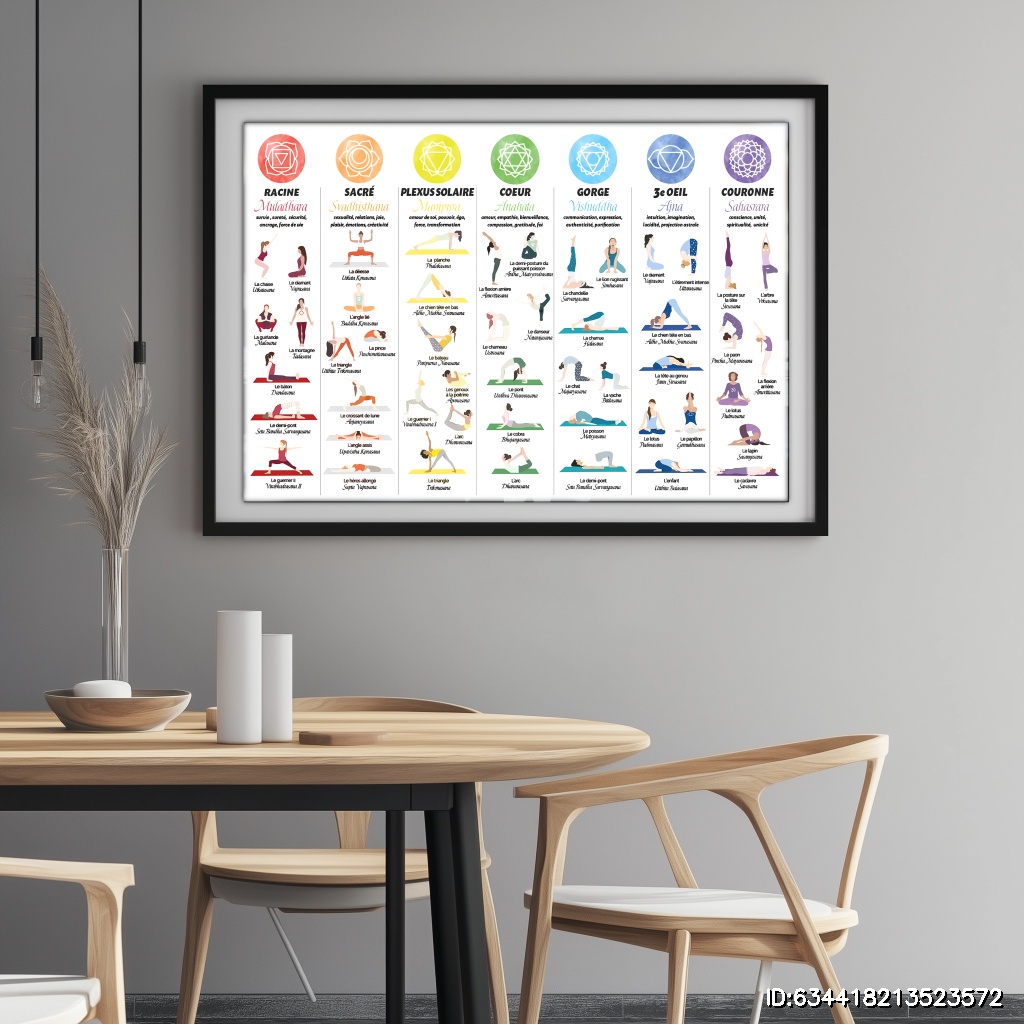 RACINE
Muladhara
survie, sureté, sécurité,
ancrage, force de vie
La chaise
Utkatasana
Le diamant
Vajrasana
La guirlande
Malasana
La montagne
Tadasana
Le bâton
Dandasana
Le demi-pont
Setu Bandha Sarvangasana
Le guerrier II
Virabhadrasana II
SACRÉ
Svadhisthana
sexualité, relations, joie,
plaisir, émotions, créativité
La déesse
Utkata Konasana
L'angle lié
Baddha Konasana
Le triangle
Utthita Trikonasana
La pince
Paschimottanasana
Le croissant de lune
Anjaneyasana
L'angle assis
Upavistha Konasana
Le héros allongé
Supta Vajrasana
PLEXUS SOLAIRE
Manipura
amour de soi, pouvoir, égo,
force, transformation
La planche
Phalakasana
Le chien tête en bas
Adho Mukha Svanasana
Le bateau
Paripurna Navasana
Les genoux
à la poitrine
Apanasana
Le guerrier I
Virabhadrasana I
L'arc
Dhanurasana
Le triangle
Trikonasana
COEUR
Anahata
amour, empathie, bienveillance,
compassion, gratitude, foi
La demi-posture du
puissant poisson
Ardha Matsyendrasana
La flexion arrière
Anuvittasana
Le danseur
Natarajasana
Le chameau
Ustrasana
Le pont
Urdhva Dhanurasana
Le cobra
Bhujangasana
L'arc
Dhanurasana
GORGE
Vishuddha
communication, expression,
authenticité, purification
La chandelle
Sarvangasana
Le lion rugissant
Simhasana
La charrue
Halasana
Le chat
Marjaryasana
La vache
Bitilasana
Le poisson
Matsyasana
Le demi-pont
Setu Bandha Sarvangasana
3e OEIL
Ajna
intuition, imagination,
lucidité, projection astrale
Le diamant
Vajrasana
L'étirement intense
Uttanasana
Le chien tête en bas
Adho Mukha Svanasana
La tête au genou
Janu Sirsasana
Le lotus
Padmasana
Le papillon
L'enfant
Utthita Balasana
COURONNE
Sahasrara
conscience, unité,
spiritualité, unicité
La posture sur
la tête
Sirsasana
L'arbre
Vrksasana
Le paon
Pincha Mayurasana
La flexion
arrière
Anuvittasana
Le lotus
Padmasana
Le lapin
Sasangasana
Le cadavre
Savasana
ID:634418213523572